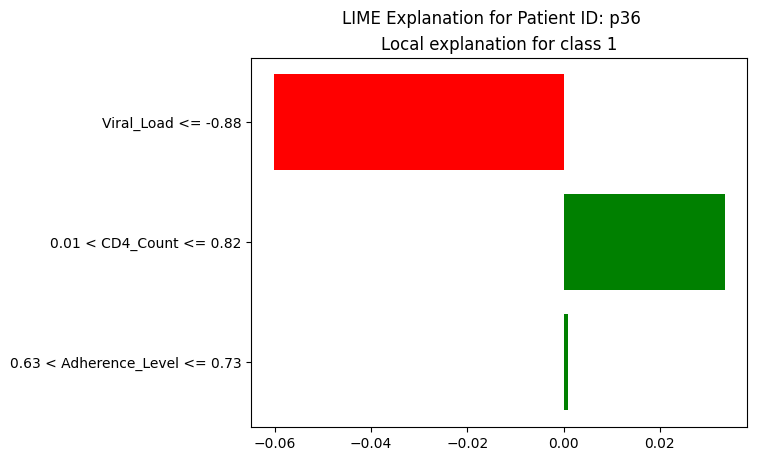 LIME Explanation for Patient ID: p36
Local explanation for class 1
Viral_Load <= -0.88
0.01 < CD4_Count <= 0.82
0.63 < Adherence_Level <= 0.73
−0.06 −0.04 −0.02 0.00 0.02